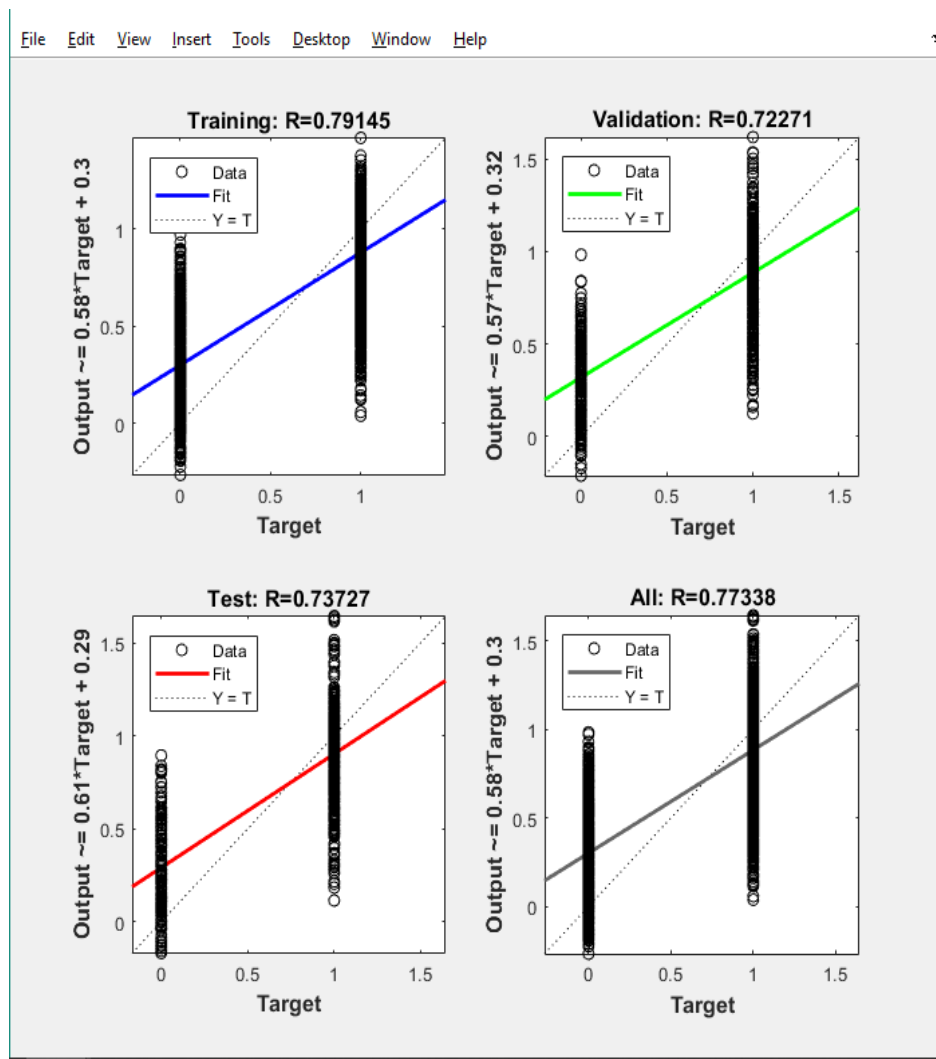 File Edit View Insert Tools Desktop Window Help
Training: R=0.79145
Output ~= 0.58*Target + 0.3
Data
Fit
Y = T
1
0.5
0
0 0.5 1
Target
Validation: R=0.72271
Output ~= 0.57*Target + 0.32
Data
Fit
Y = T
1.5
1
0.5
0
0 0.5 1 1.5
Target
Test: R=0.73727
Output ~= 0.61*Target + 0.29
Data
Fit
Y = T
1.5
1
0.5
0
0 0.5 1 1.5
Target
All: R=0.77338
Output ~= 0.58*Target + 0.3
Data
Fit
Y = T
1.5
1
0.5
0
0 0.5 1 1.5
Target